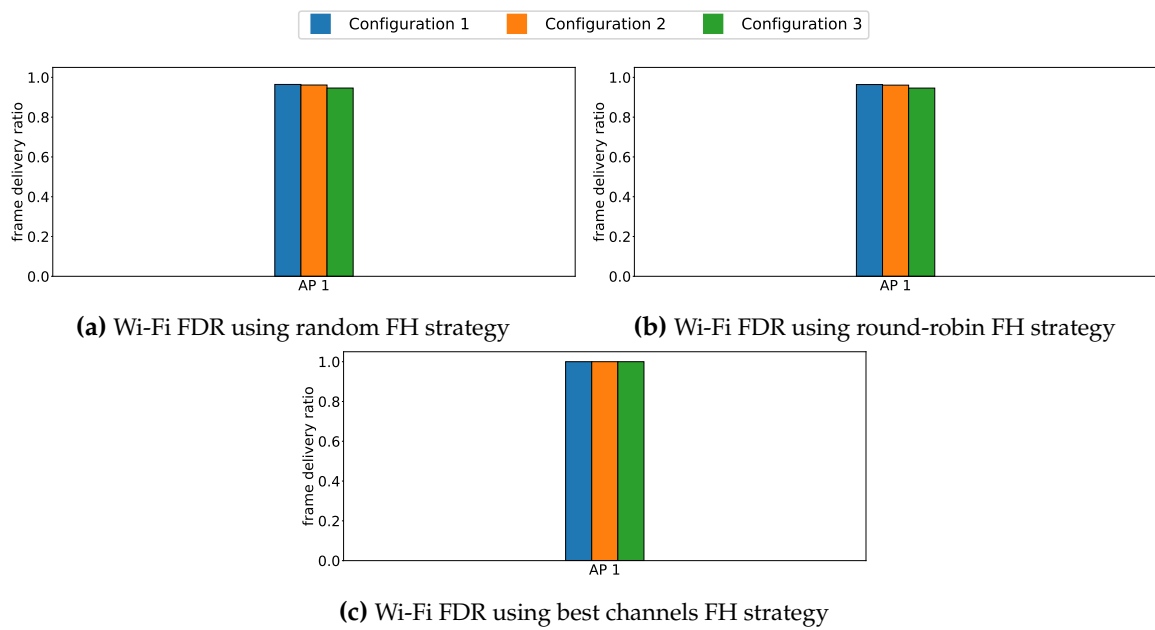 Configuration 1 Configuration 2 Configuration 3
frame delivery ratio
1.0
0.8
0.6
0.4
0.2
0.0
AP 1
(a) Wi-Fi FDR using random FH strategy
frame delivery ratio
1.0
0.8
0.6
0.4
0.2
0.0
AP 1
(b) Wi-Fi FDR using round-robin FH strategy
frame delivery ratio
1.0
0.8
0.6
0.4
0.2
0.0
AP 1
(c) Wi-Fi FDR using best channels FH strategy